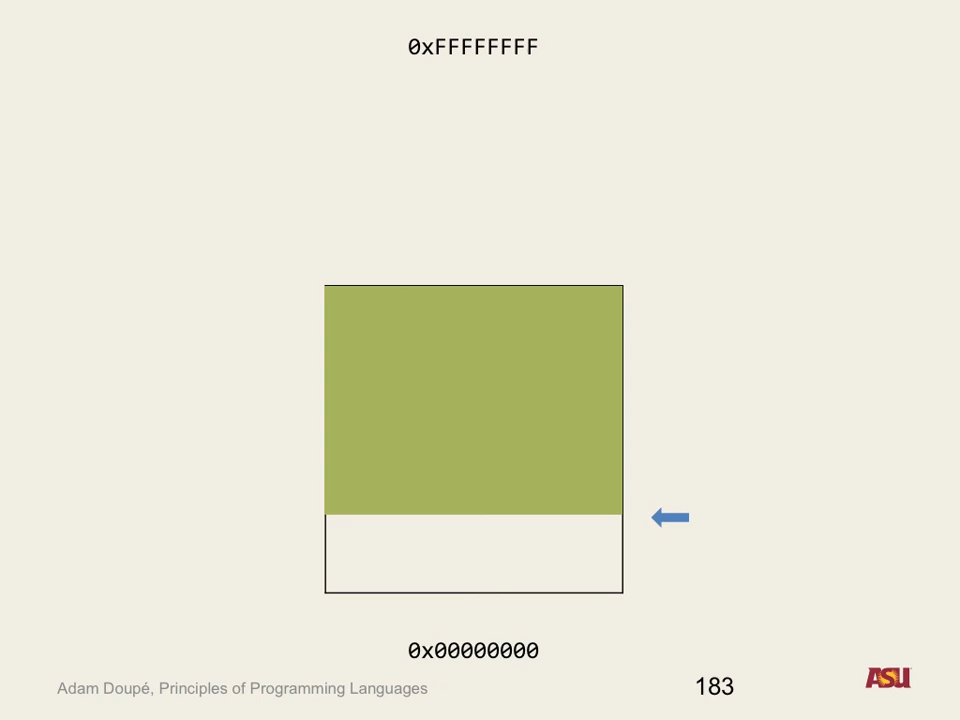 0xFFFFFFFF
0x00000000
Adam Doupé, Principles of Programming Languages
183
ASU